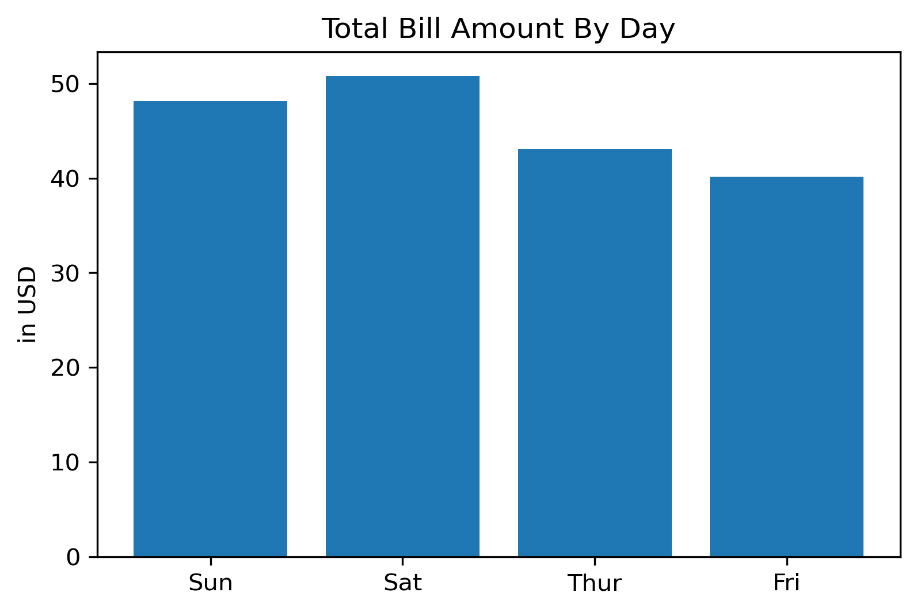 Total Bill Amount By Day
in USD
50
40
30
20
10
0
Sun
Sat
Thur
Fri